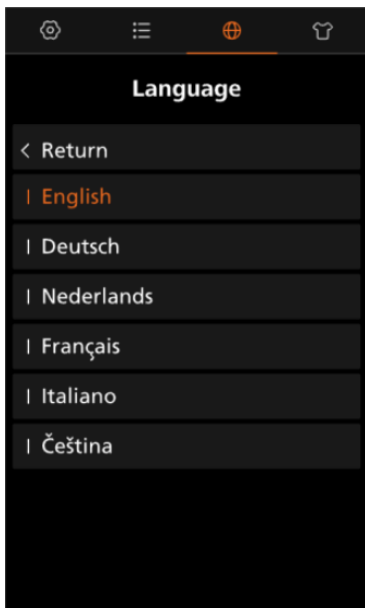 Language
< Return
| English
| Deutsch
| Nederlands
| Français
| Italiano
| Čeština